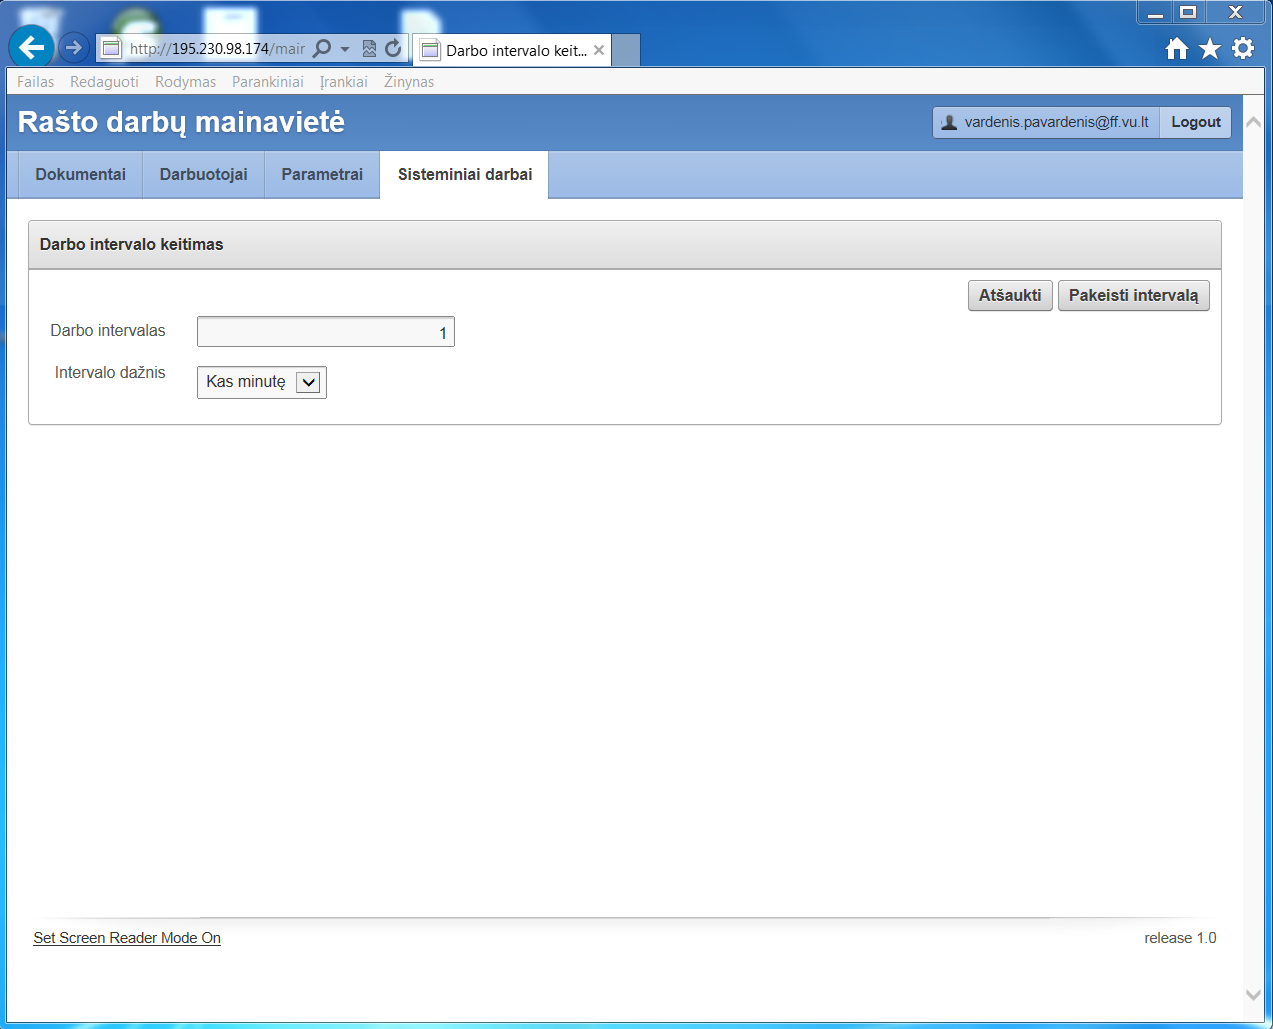 http://195.230.98.174/mair
Darbo intervalo keit...
Failas Redaguoti Rodymas Parankiniai Įrankiai Žinynas
Rašto darbų mainavietė
vardenis.pavardenis@ff.vu.lt Logout
Dokumentai Darbuotojai Parametrai Sisteminiai darbai
Darbo intervalo keitimas
Atšaukti Pakeisti intervalą
Darbo intervalas 1
Intervalo dažnis Kas minutę
Set Screen Reader Mode On release 1.0